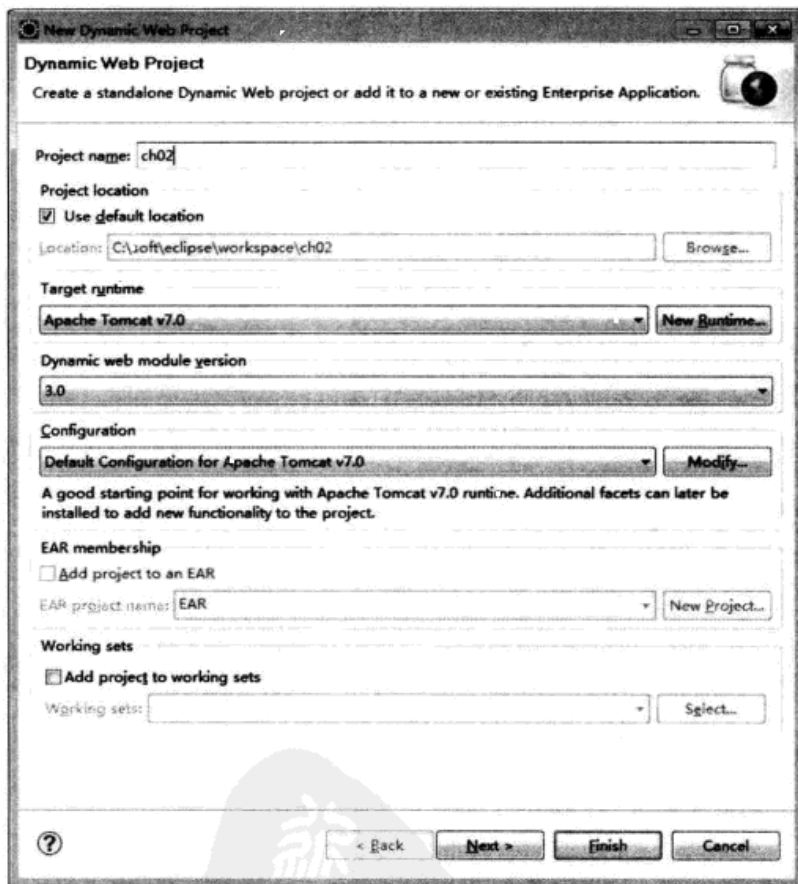 New Dynamic Web Project
Dynamic Web Project
Create a standalone Dynamic Web project or add it to a new or existing Enterprise Application.
Project name: ch02
Project location
Use default location
Location: C:\soft\eclipse\workspace\ch02 Browse...
Target runtime
Apache Tomcat v7.0 New Runtime...
Dynamic web module version
3.0
Configuration
Default Configuration for Apache Tomcat v7.0 Modify...
A good starting point for working with Apache Tomcat v7.0 runtime. Additional facets can later be
installed to add new functionality to the project.
EAR membership
Add project to an EAR
EAR project name: EAR New Project...
Working sets
Add project to working sets
Working sets: Select...
? < Back Next > Finish Cancel